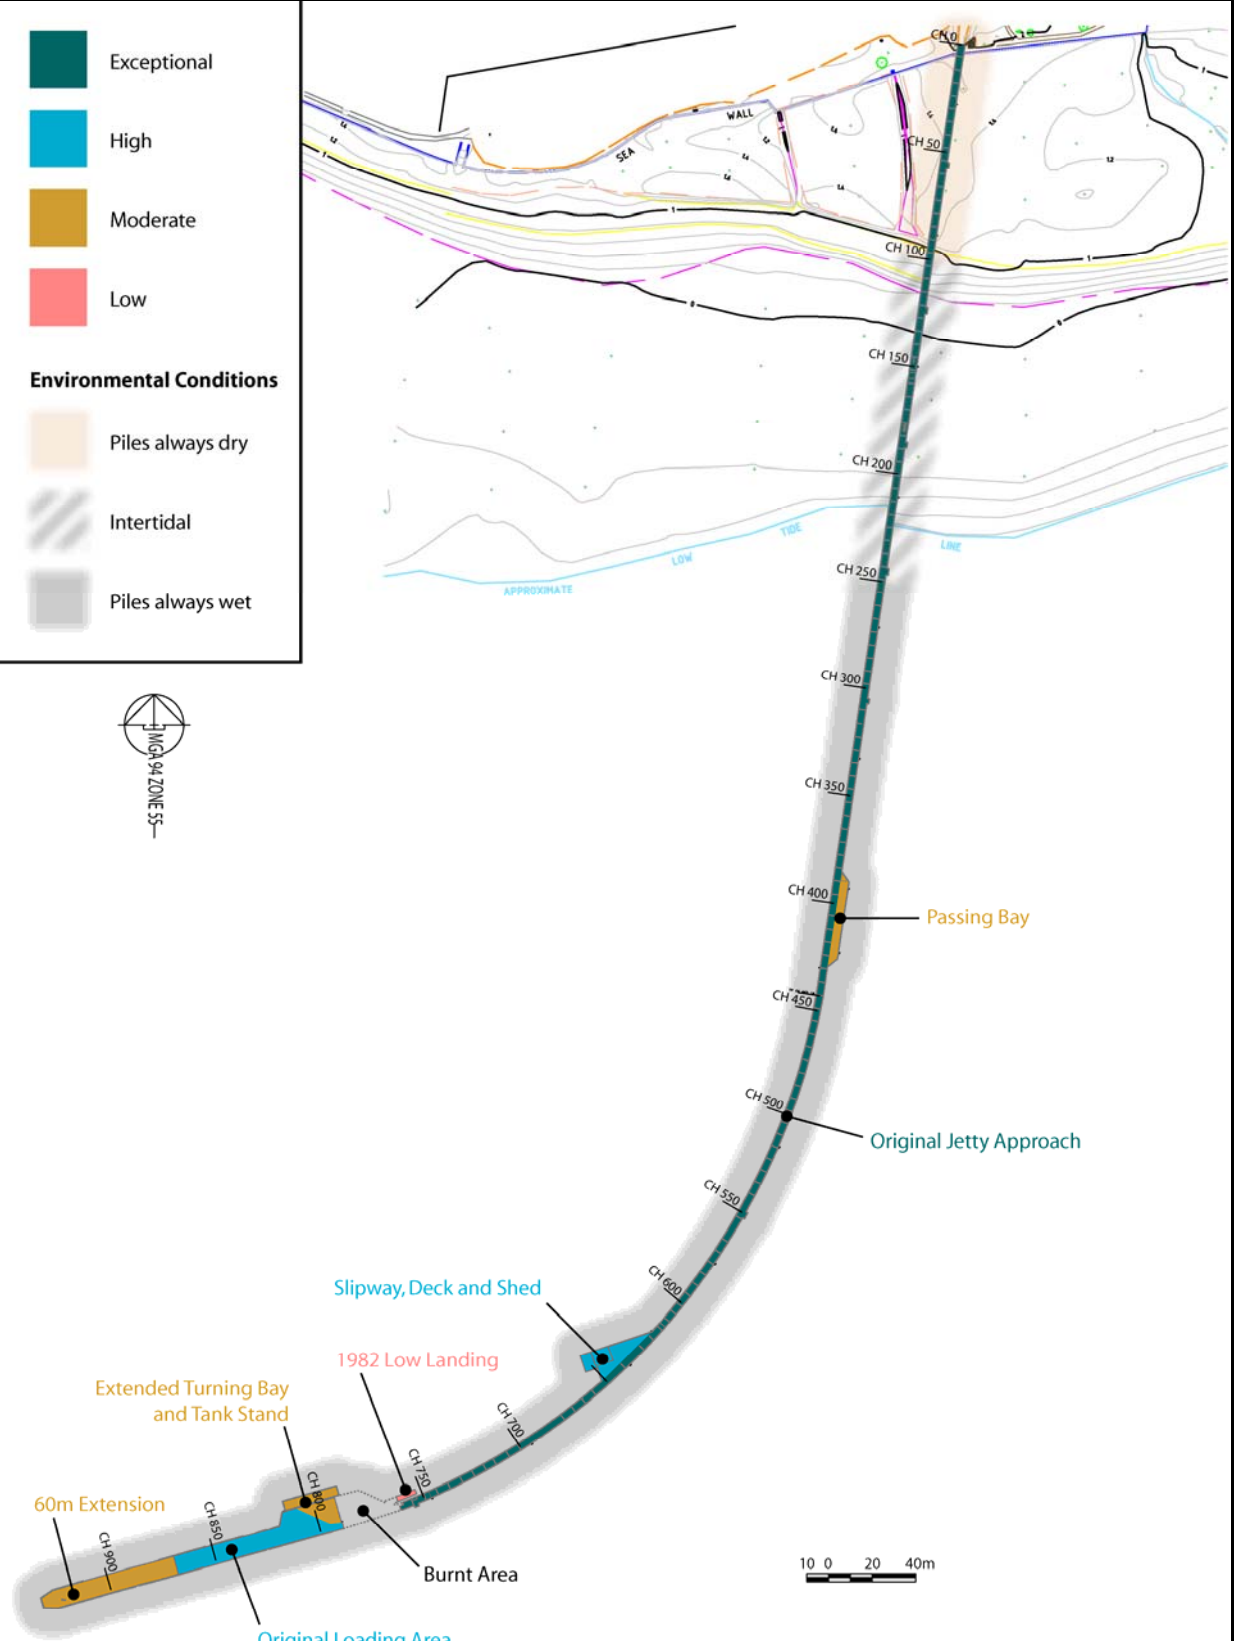 Exceptional
High
Moderate
Low
Environmental Conditions
Piles always dry
Intertidal
Piles always wet
MGA 94 ZONE 55
SEA WALL
CH 0
CH 50
CH 100
CH 150
CH 200
APPROXIMATE LOW TIDE LINE
CH 250
CH 300
CH 350
CH 400
Passing Bay
CH 450
CH 500
Original Jetty Approach
CH 550
CH 600
Slipway, Deck and Shed
1982 Low Landing
Extended Turning Bay
and Tank Stand
CH 700
CH 750
CH 800
60m Extension
CH 850
CH 900
Burnt Area
10 0 20 40m
Original Loading Area